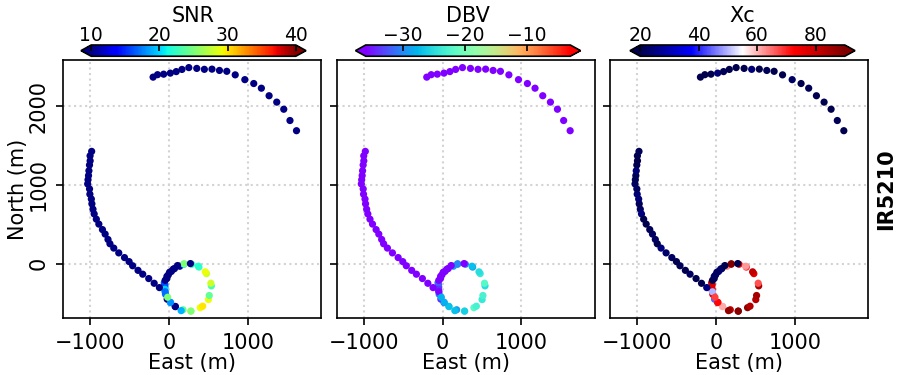 SNR DBV Xc
10 20 30 40 −30 −20 −10 20 40 60 80
2000
1000
0
North (m)
IR5210
−1000 0 1000 −1000 0 1000 −1000 0 1000
East (m) East (m) East (m)